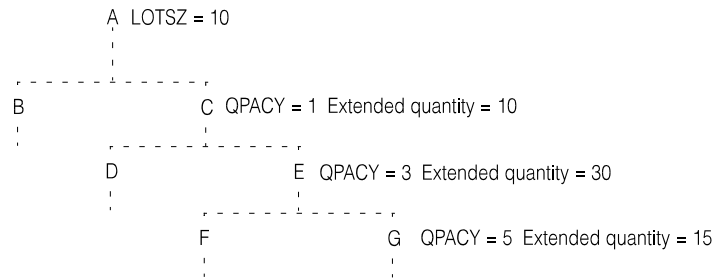 A LOTSZ = 10
B C QPACY = 1 Extended quantity = 10
D E QPACY = 3 Extended quantity = 30
F G QPACY = 5 Extended quantity = 15